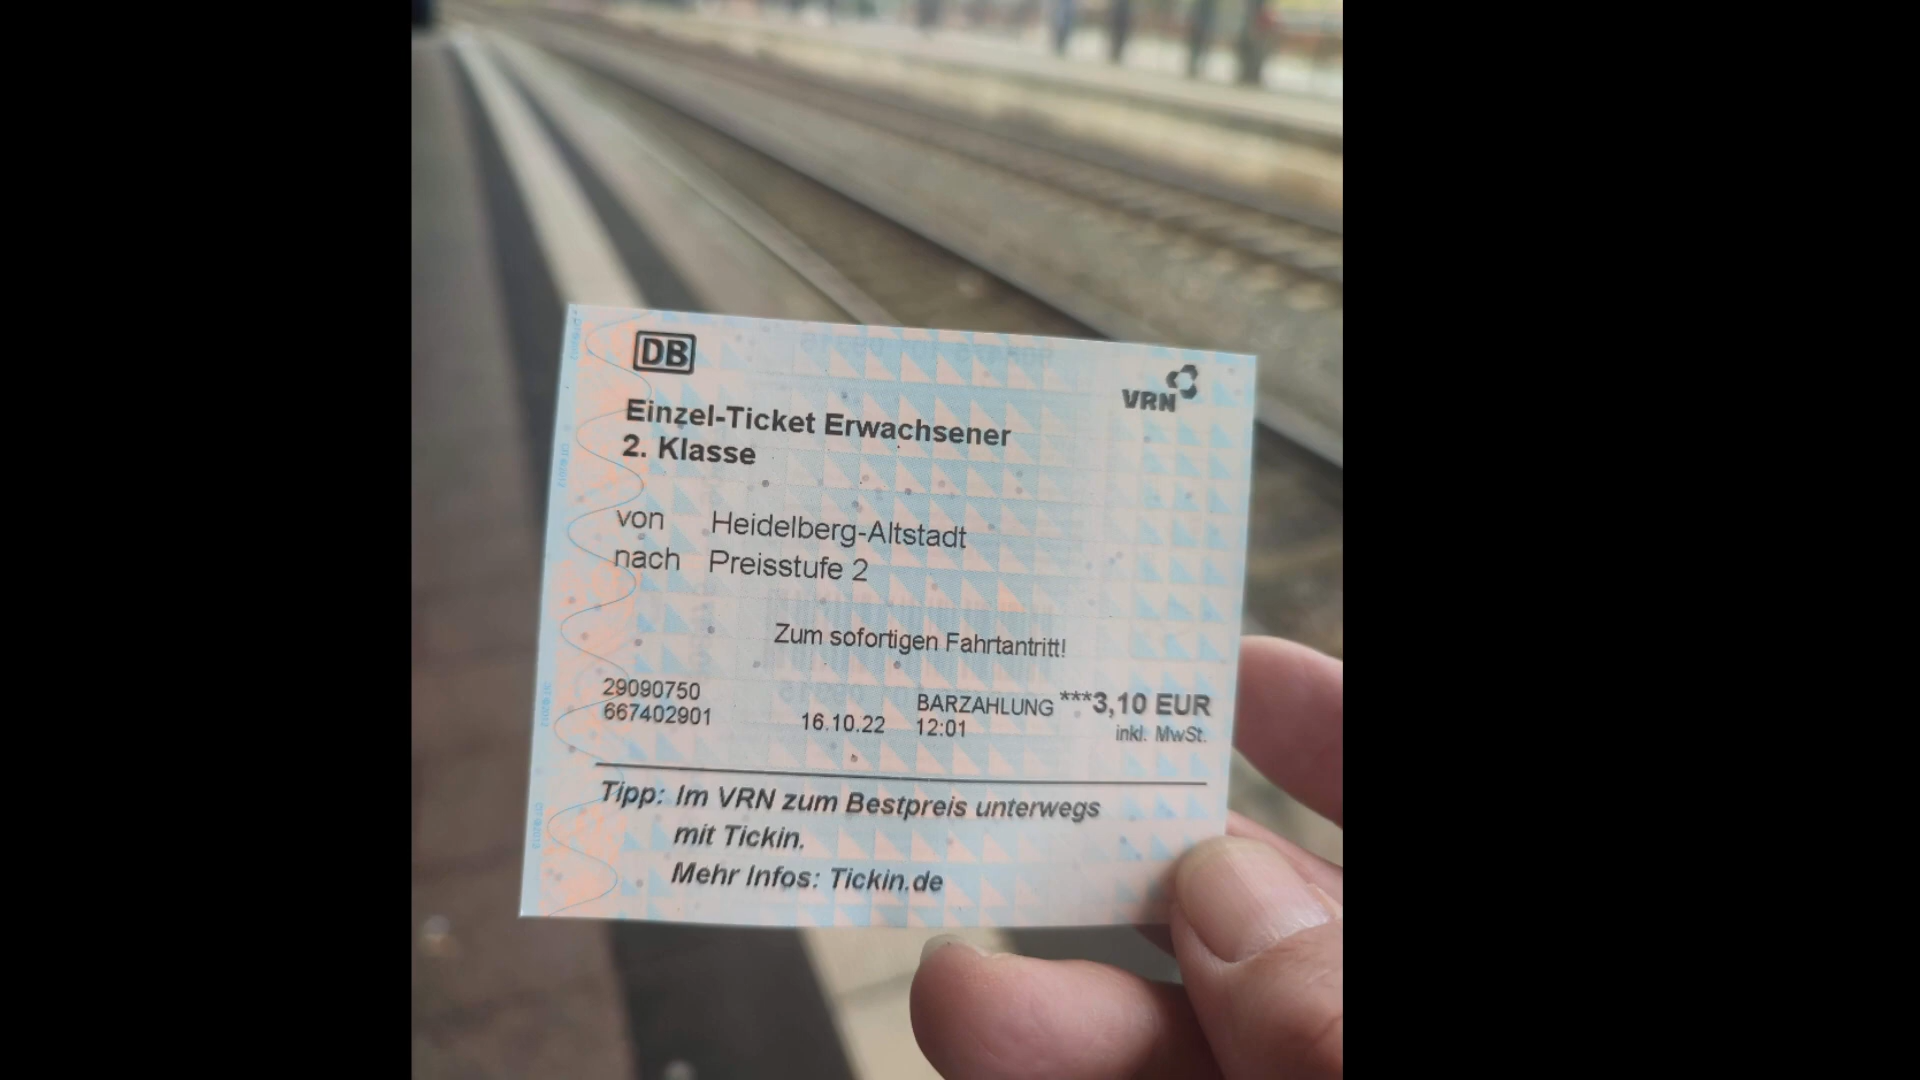 DB
VRN
Einzel-Ticket Erwachsener
2. Klasse
von Heidelberg-Altstadt
nach Preisstufe 2
Zum sofortigen Fahrtantritt!
29090750
667402901
16.10.22
BARZAHLUNG ***3,10 EUR
12:01
inkl. MwSt.
Tipp: Im VRN zum Bestpreis unterwegs
mit Tickin.
Mehr Infos: Tickin.de